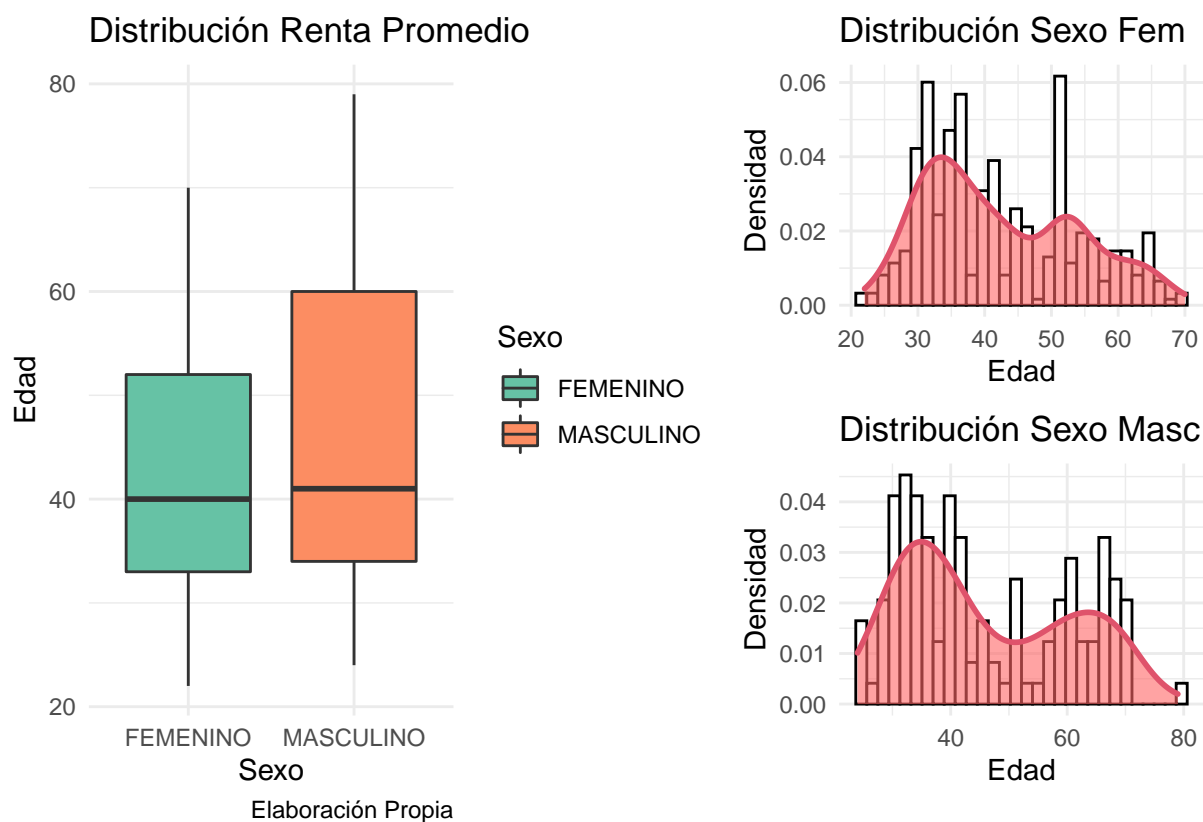 Distribución Renta Promedio
80
60
40
20
Edad
FEMENINO MASCULINO
Sexo
Elaboración Propia
Sexo
FEMENINO
MASCULINO
Distribución Sexo Fem
0.06
0.04
0.02
0.00
Densidad
20 30 40 50 60 70
Edad
Distribución Sexo Masc
0.04
0.03
0.02
0.01
0.00
Densidad
40 60 80
Edad